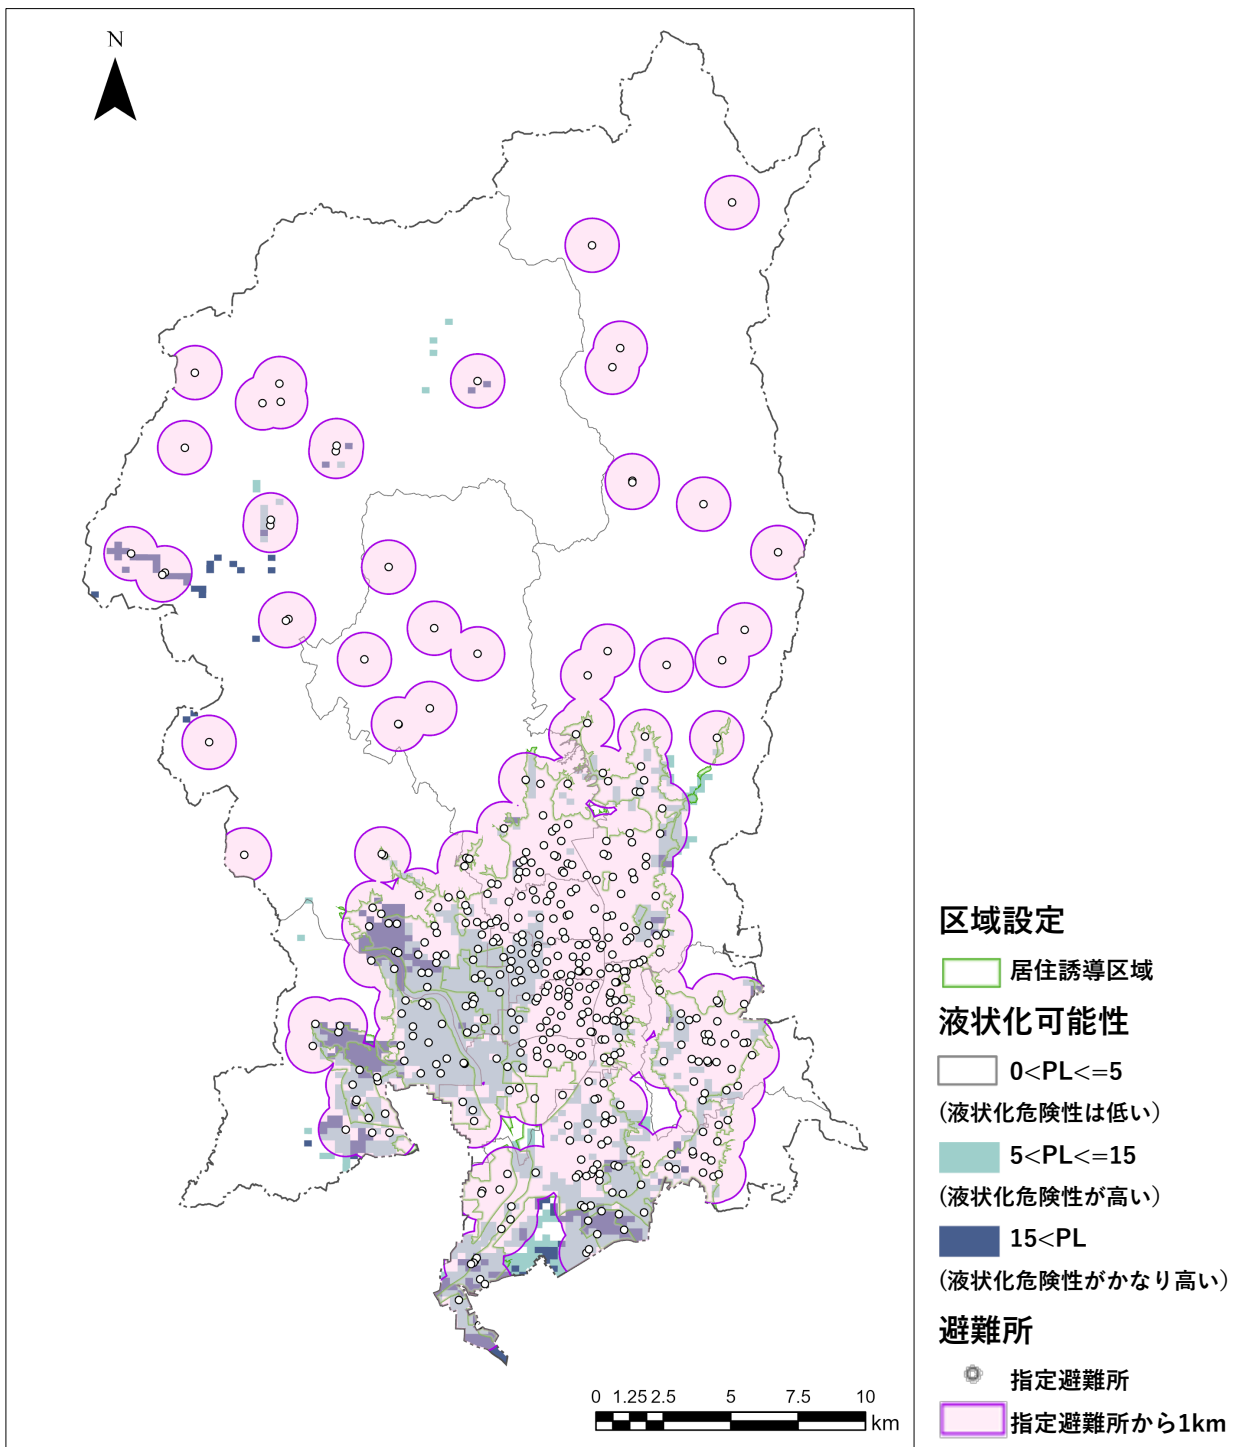 N
区域設定
居住誘導区域
液状化可能性
0<PL<=5
(液状化危険性は低い)
5<PL<=15
(液状化危険性が高い)
15<PL
(液状化危険性がかなり高い)
避難所
指定避難所
指定避難所から1km
0 1.25 2.5 5 7.5 10
km